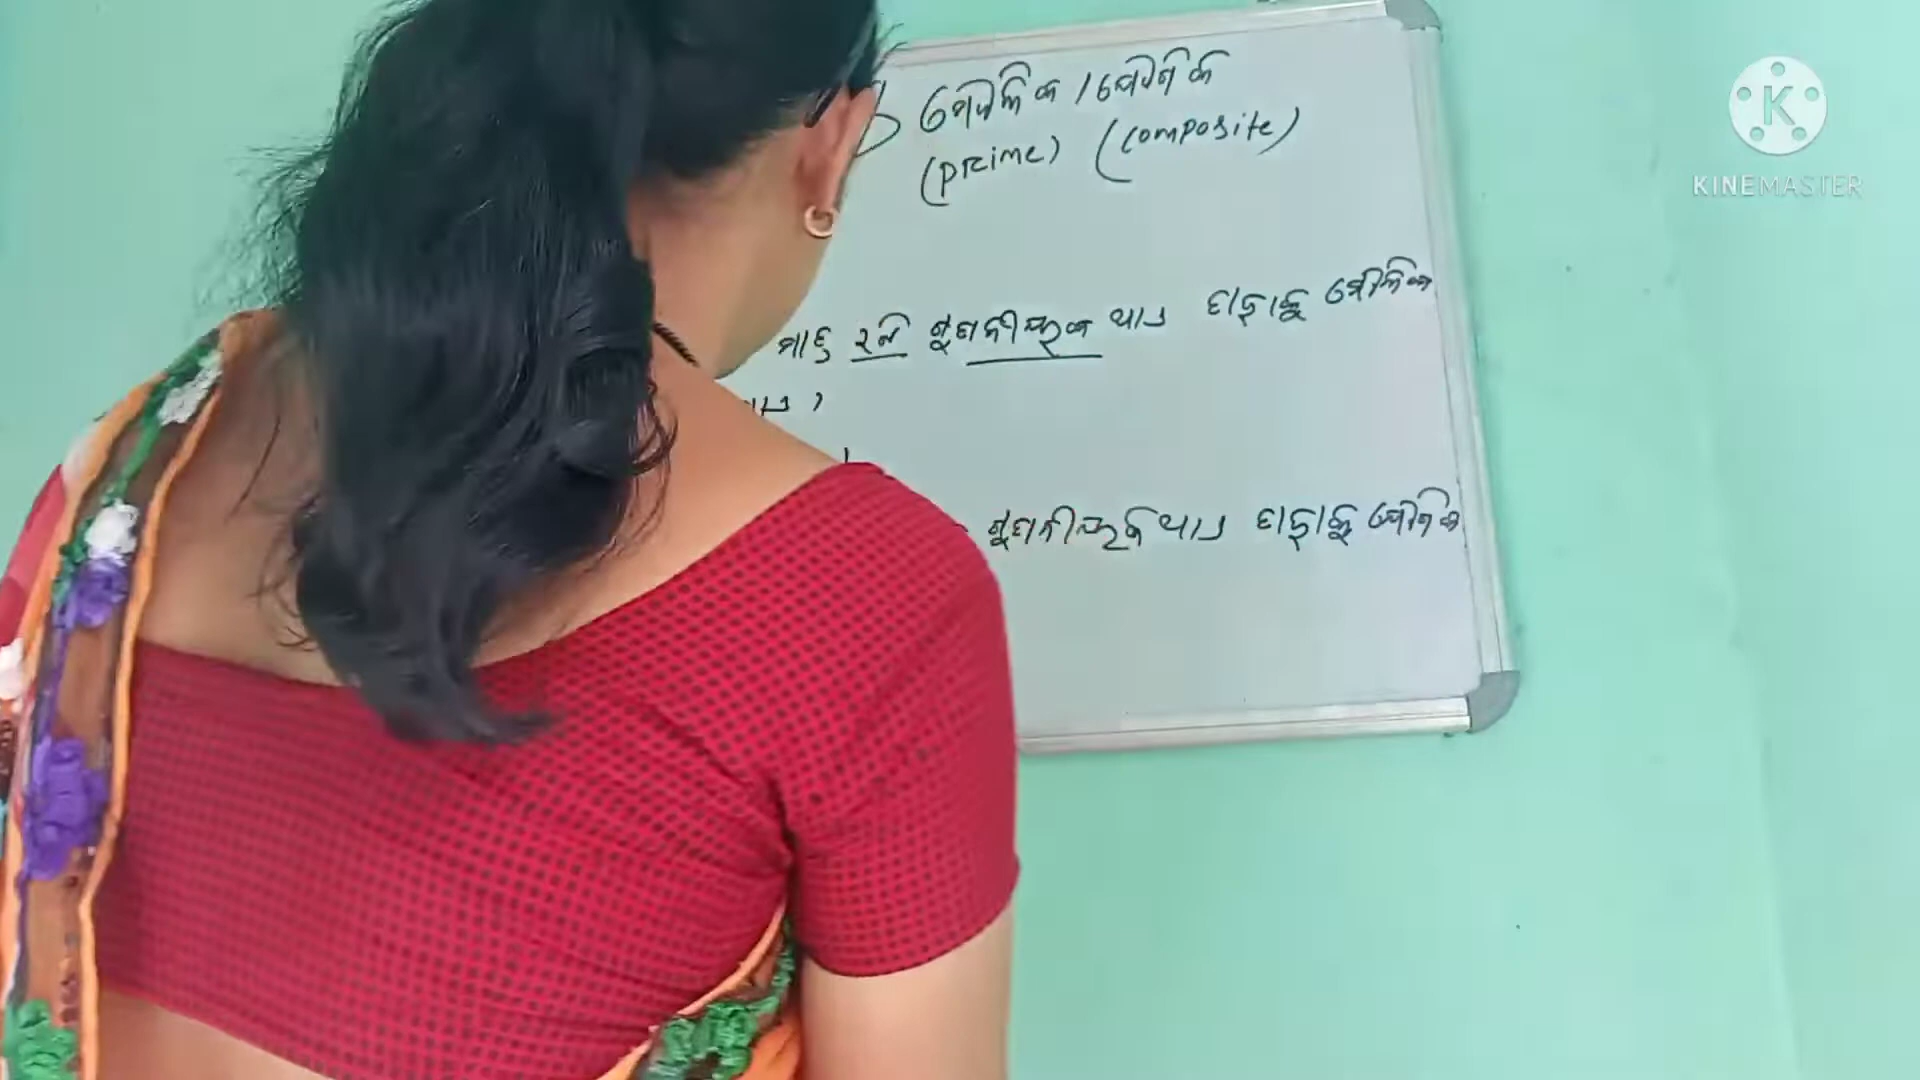 ମୌଳିକ / ଯୌଗିକ
(prime) (composite)
KINEMASTER
ମାତ୍ର ୨ଟି ଗୁଣନୀୟକ ଥାଏ ତାହାକୁ ମୌଳିକ
ଗୁଣନୀୟକ ଥାଏ ତାହାକୁ ଯୌଗିକ